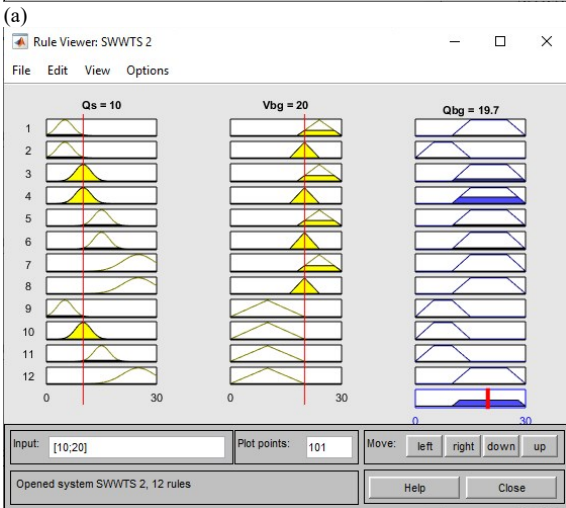 (a)
Rule Viewer: SWWTS 2
File Edit View Options
Qs = 10 Vbg = 20 Qbg = 19.7
1
2
3
4
5
6
7
8
9
10
11
12
0 30 0 30
0 30
Input: [10;20] Plot points: 101 Move: left right down up
Opened system SWWTS 2, 12 rules Help Close